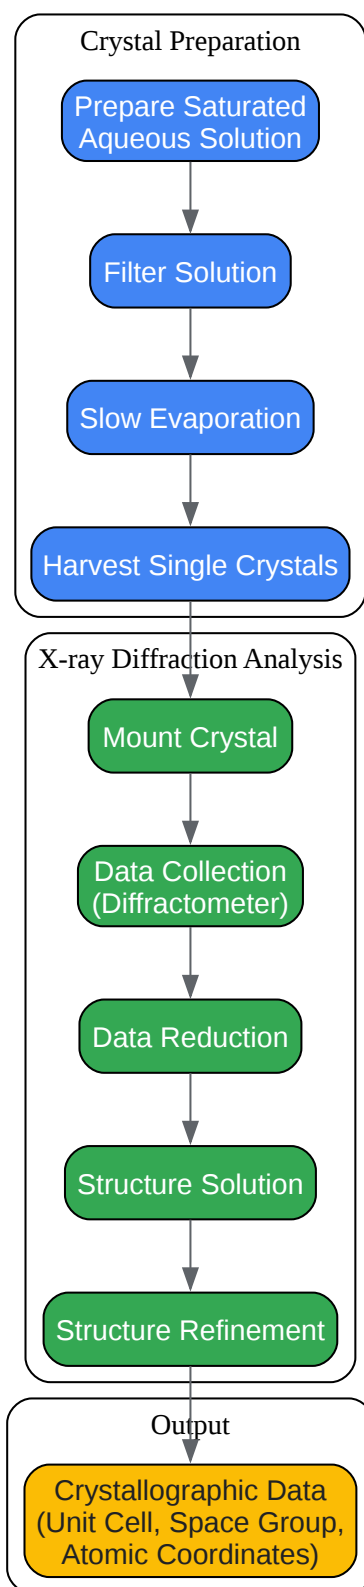 Crystal Preparation
Prepare Saturated
Aqueous Solution
Filter Solution
Slow Evaporation
Harvest Single Crystals
X-ray Diffraction Analysis
Mount Crystal
Data Collection
(Diffractometer)
Data Reduction
Structure Solution
Structure Refinement
Output
Crystallographic Data
(Unit Cell, Space Group,
Atomic Coordinates)